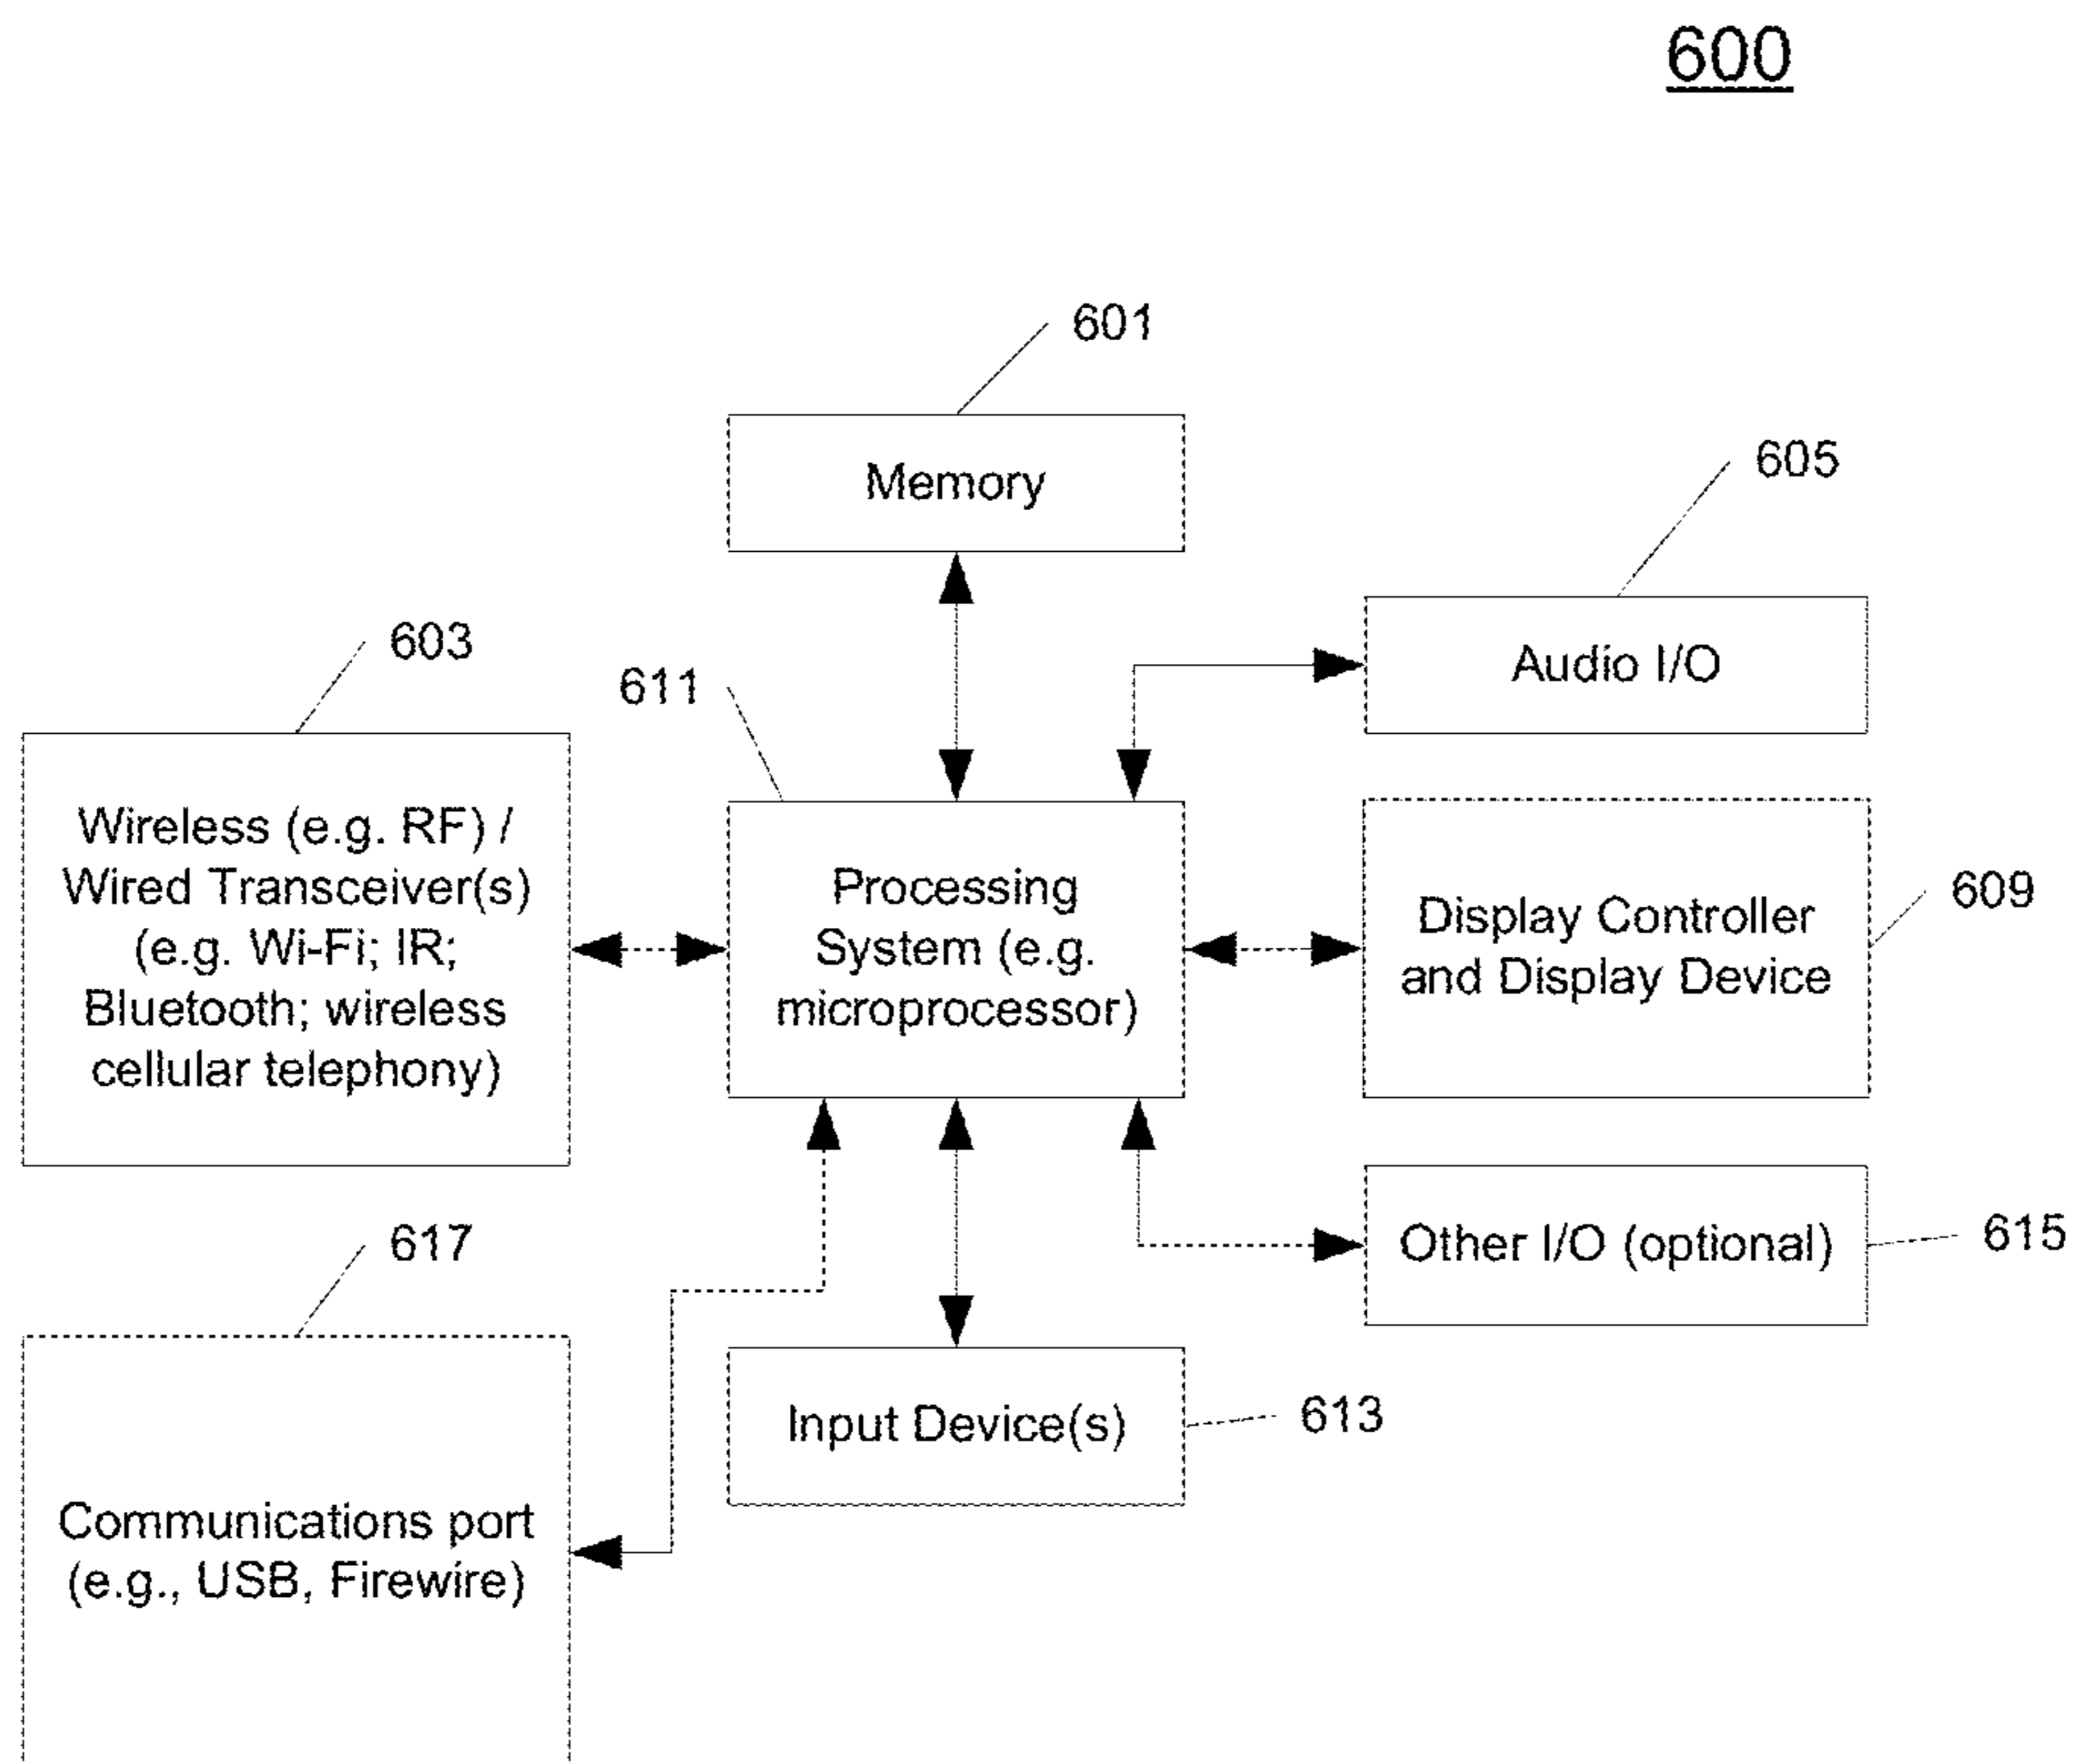 600
601
Memory
605
Audio I/O
603
611
Wireless (e.g. RF) /
Wired Transceiver(s)
(e.g. Wi-Fi; IR;
Bluetooth; wireless
cellular telephony)
Processing
System (e.g.
microprocessor)
Display Controller
and Display Device
609
617
Other I/O (optional)
615
Input Device(s)
613
Communications port
(e.g., USB, Firewire)